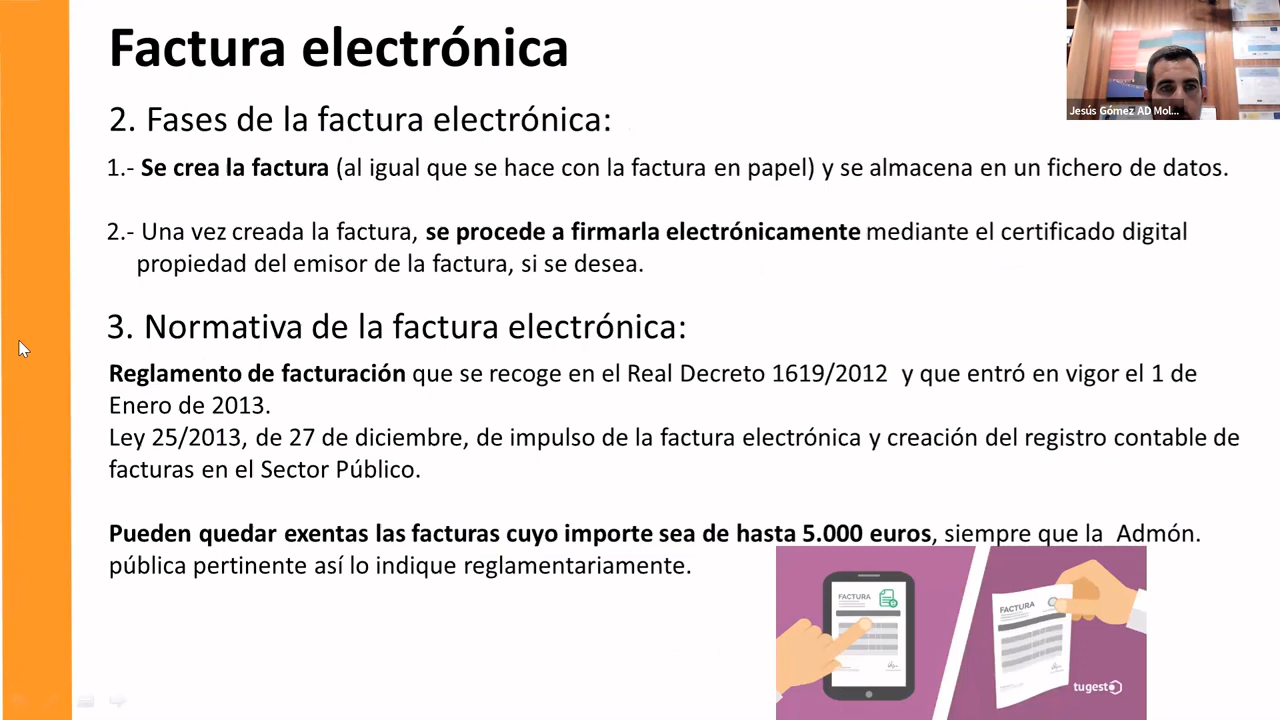 Factura electrónica
Jesús Gómez AD Mol...
2. Fases de la factura electrónica:
1.- Se crea la factura (al igual que se hace con la factura en papel) y se almacena en un fichero de datos.
2.- Una vez creada la factura, se procede a firmarla electrónicamente mediante el certificado digital
propiedad del emisor de la factura, si se desea.
3. Normativa de la factura electrónica:
Reglamento de facturación que se recoge en el Real Decreto 1619/2012 y que entró en vigor el 1 de
Enero de 2013.
Ley 25/2013, de 27 de diciembre, de impulso de la factura electrónica y creación del registro contable de
facturas en el Sector Público.
Pueden quedar exentas las facturas cuyo importe sea de hasta 5.000 euros, siempre que la Admón.
pública pertinente así lo indique reglamentariamente.
FACTURA
FACTURA
tugesto